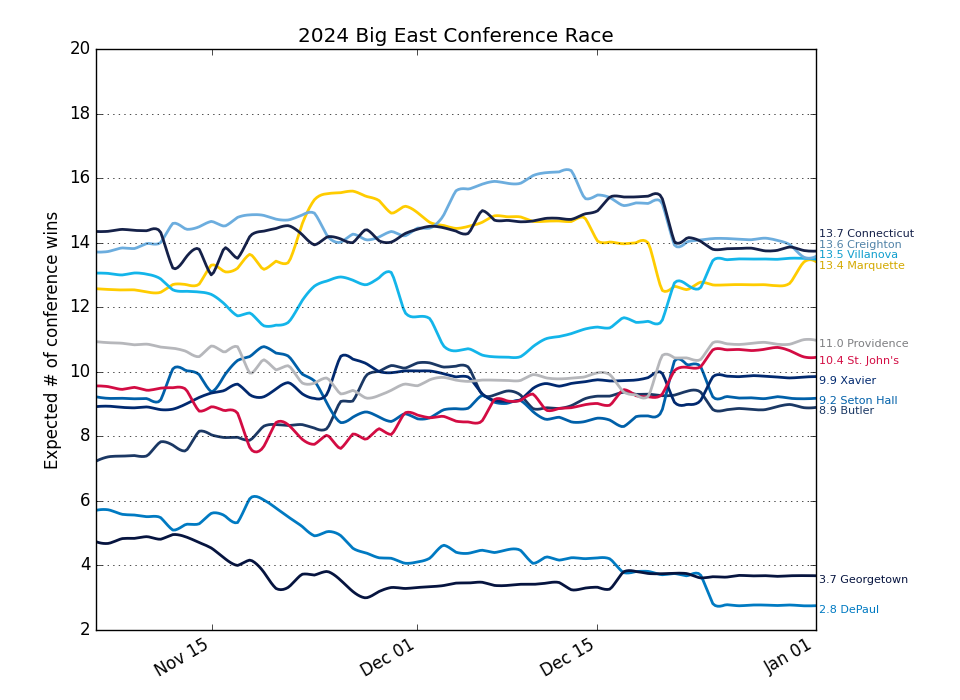 2024 Big East Conference Race
Expected # of conference wins
20
18
16
14
12
10
8
6
4
2
Nov 15
Dec 01
Dec 15
Jan 01
13.7 Connecticut
13.6 Creighton
13.5 Villanova
13.4 Marquette
11.0 Providence
10.4 St. John's
9.9 Xavier
9.2 Seton Hall
8.9 Butler
3.7 Georgetown
2.8 DePaul